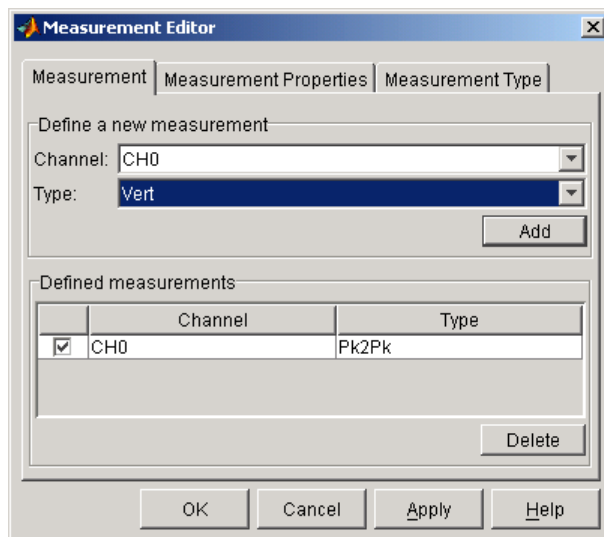 Measurement Editor
Measurement Measurement Properties Measurement Type
Define a new measurement
Channel: CH0
Type: Vert
Add
Defined measurements
Channel Type
CH0 Pk2Pk
Delete
OK Cancel Apply Help